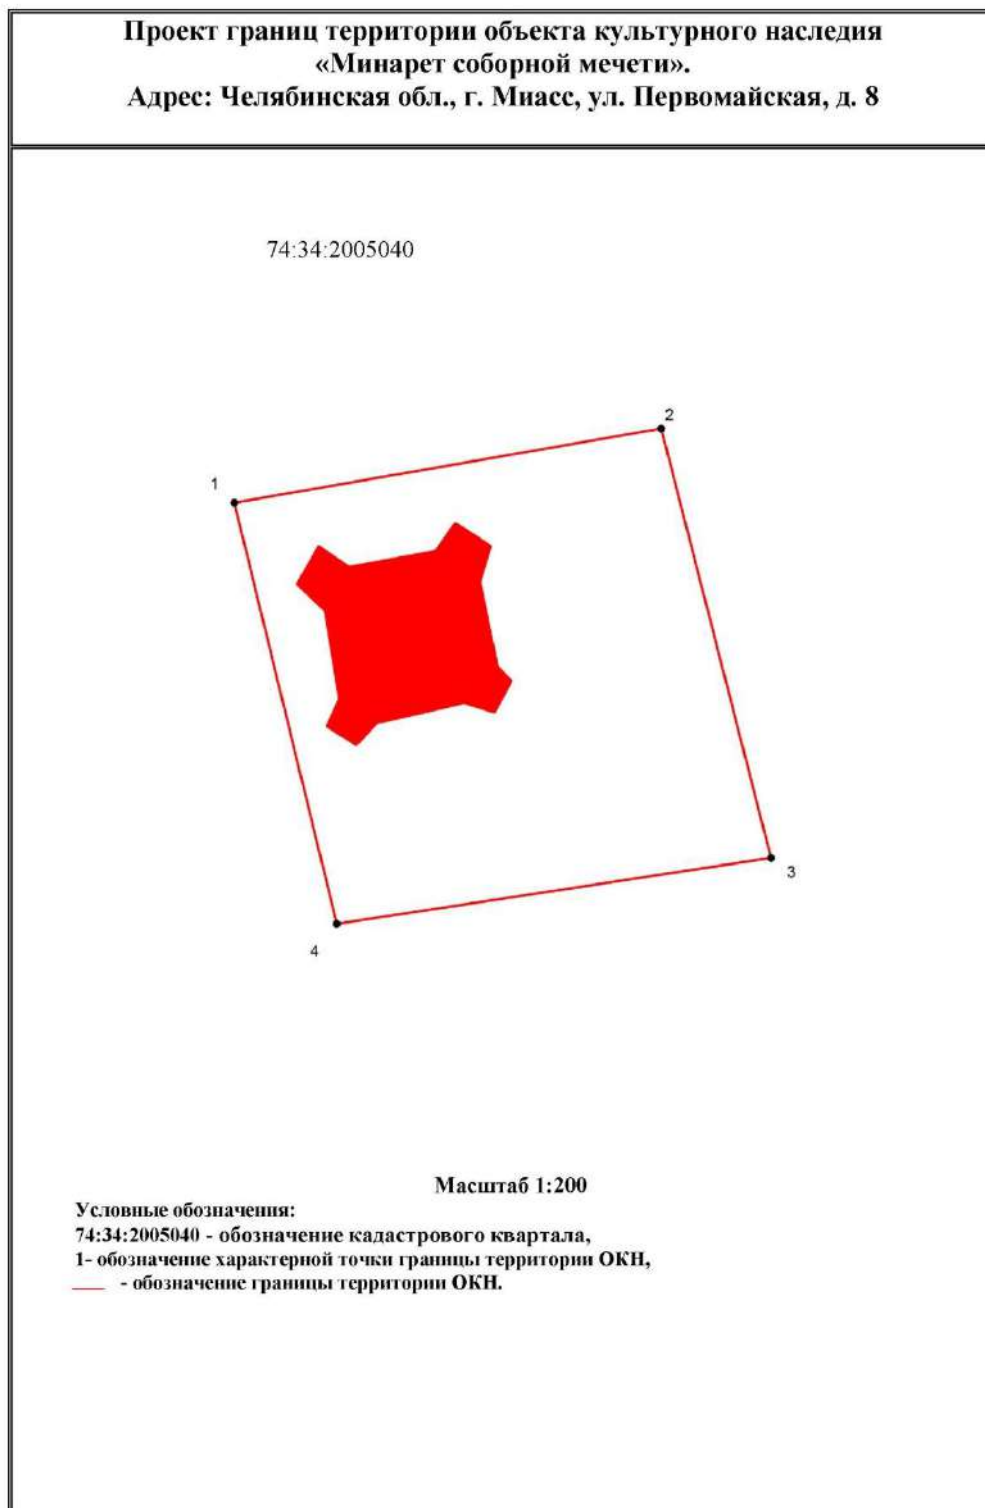 Проект границ территории объекта культурного наследия
«Минарет соборной мечети».
Адрес: Челябинская обл., г. Миасс, ул. Первомайская, д. 8
74:34:2005040
2
1
3
4
Масштаб 1:200
Условные обозначения:
74:34:2005040 - обозначение кадастрового квартала,
1- обозначение характерной точки границы территории ОКН,
- обозначение границы территории ОКН.